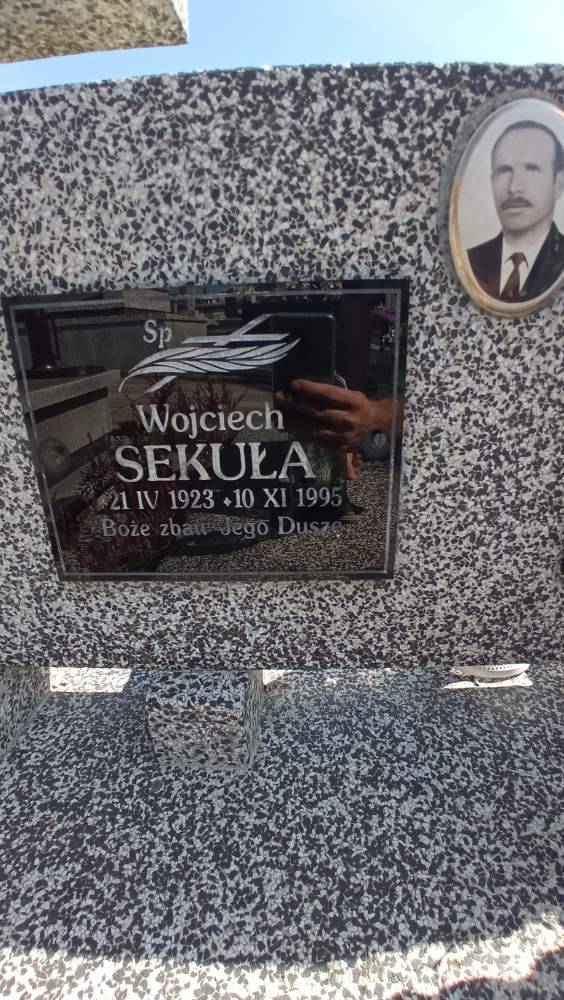 Sp
Wojciech
SEKUŁA
21 IV 1923 + 10 XI 1995
Boże zbaw Jego Duszę